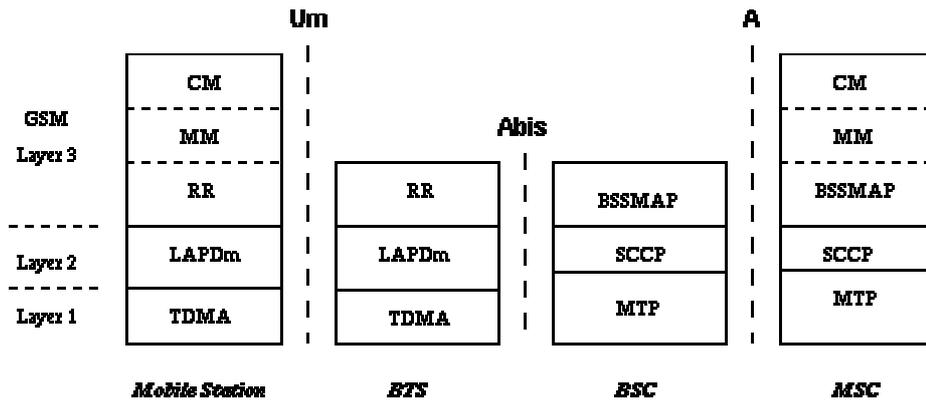 Um
A
Abis
GSM
Layer 3
Layer 2
Layer 1
CM
MM
RR
LAPDm
TDMA
RR
LAPDm
TDMA
BSSMAP
SCCP
MTP
CM
MM
BSSMAP
SCCP
MTP
Mobile Station
BTS
BSC
MSC